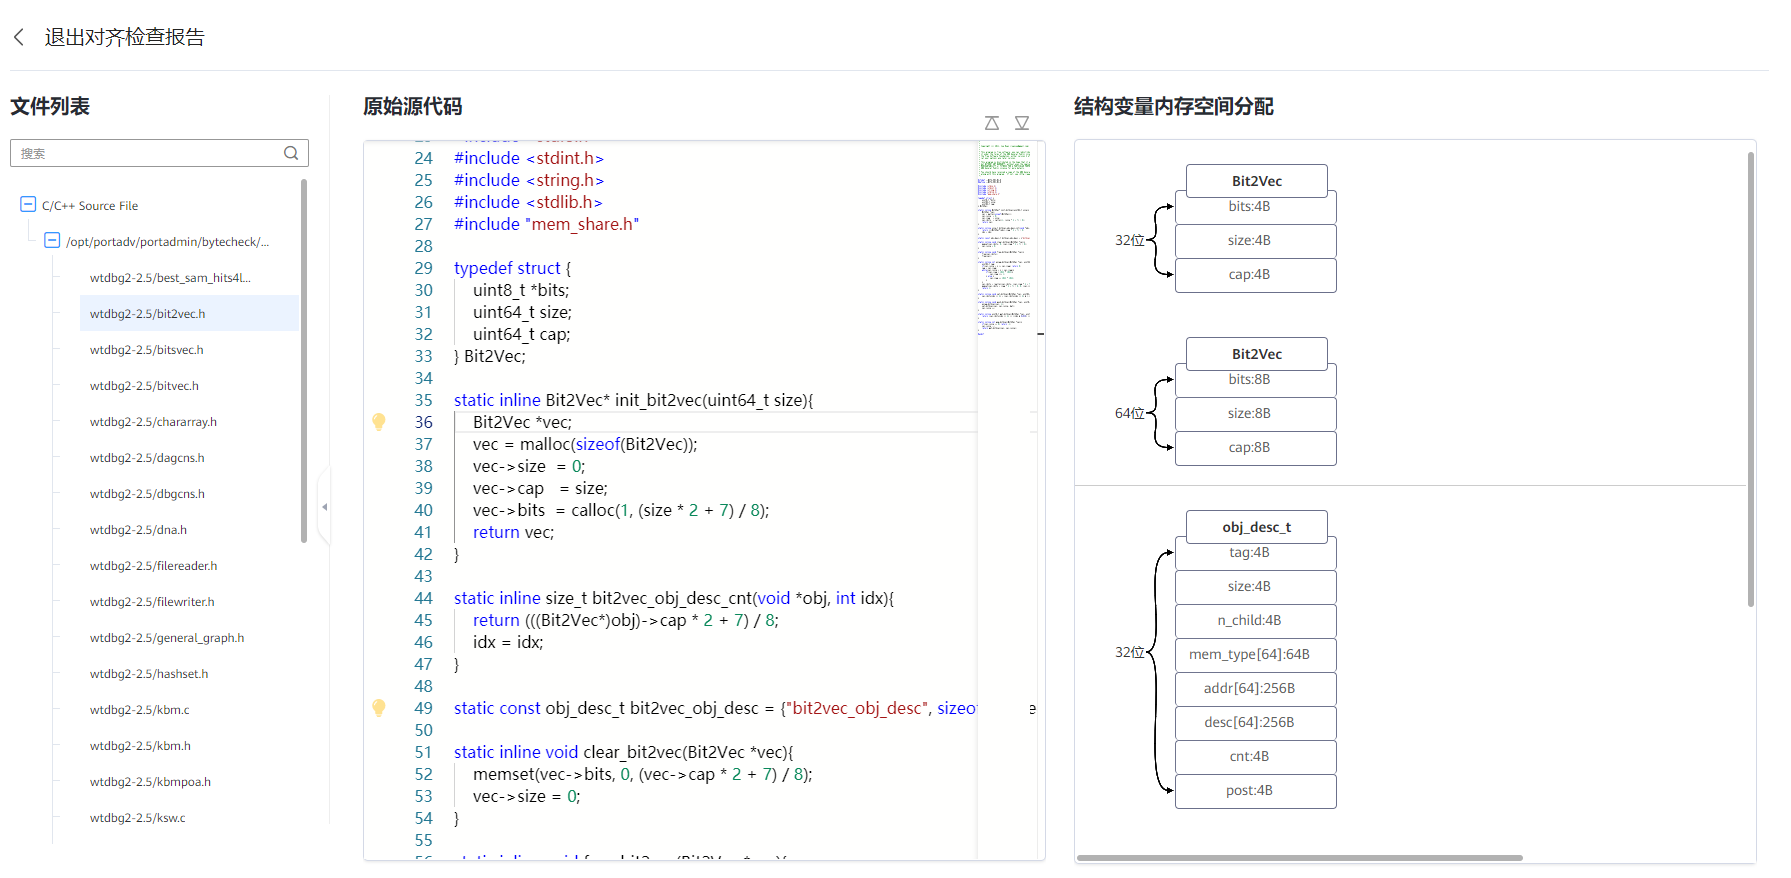 退出对齐检查报告
文件列表
搜索
C/C++ Source File
/opt/portadv/portadmin/bytecheck/...
wtdbg2-2.5/best_sam_hits4l...
wtdbg2-2.5/bit2vec.h
wtdbg2-2.5/bitsvec.h
wtdbg2-2.5/bitvec.h
wtdbg2-2.5/chararray.h
wtdbg2-2.5/dagcns.h
wtdbg2-2.5/dbgcns.h
wtdbg2-2.5/dna.h
wtdbg2-2.5/filereader.h
wtdbg2-2.5/filewriter.h
wtdbg2-2.5/general_graph.h
wtdbg2-2.5/hashset.h
wtdbg2-2.5/kbm.c
wtdbg2-2.5/kbm.h
wtdbg2-2.5/kbmpoa.h
wtdbg2-2.5/ksw.c
原始源代码
24 #include <stdint.h>
25 #include <string.h>
26 #include <stdlib.h>
27 #include "mem_share.h"
28
29 typedef struct {
30 uint8_t *bits;
31 uint64_t size;
32 uint64_t cap;
33 } Bit2Vec;
34
35 static inline Bit2Vec* init_bit2vec(uint64_t size){
36 Bit2Vec *vec;
37 vec = malloc(sizeof(Bit2Vec));
38 vec->size = 0;
39 vec->cap = size;
40 vec->bits = calloc(1, (size * 2 + 7) / 8);
41 return vec;
42 }
43
44 static inline size_t bit2vec_obj_desc_cnt(void *obj, int idx){
45 return (((Bit2Vec*)obj)->cap * 2 + 7) / 8;
46 idx = idx;
47 }
48
49 static const obj_desc_t bit2vec_obj_desc = {"bit2vec_obj_desc", sizeo
50
51 static inline void clear_bit2vec(Bit2Vec *vec){
52 memset(vec->bits, 0, (vec->cap * 2 + 7) / 8);
53 vec->size = 0;
54 }
55
结构变量内存空间分配
Bit2Vec
32位
bits:4B
size:4B
cap:4B
Bit2Vec
64位
bits:8B
size:8B
cap:8B
obj_desc_t
32位
tag:4B
size:4B
n_child:4B
mem_type[64]:64B
addr[64]:256B
desc[64]:256B
cnt:4B
post:4B